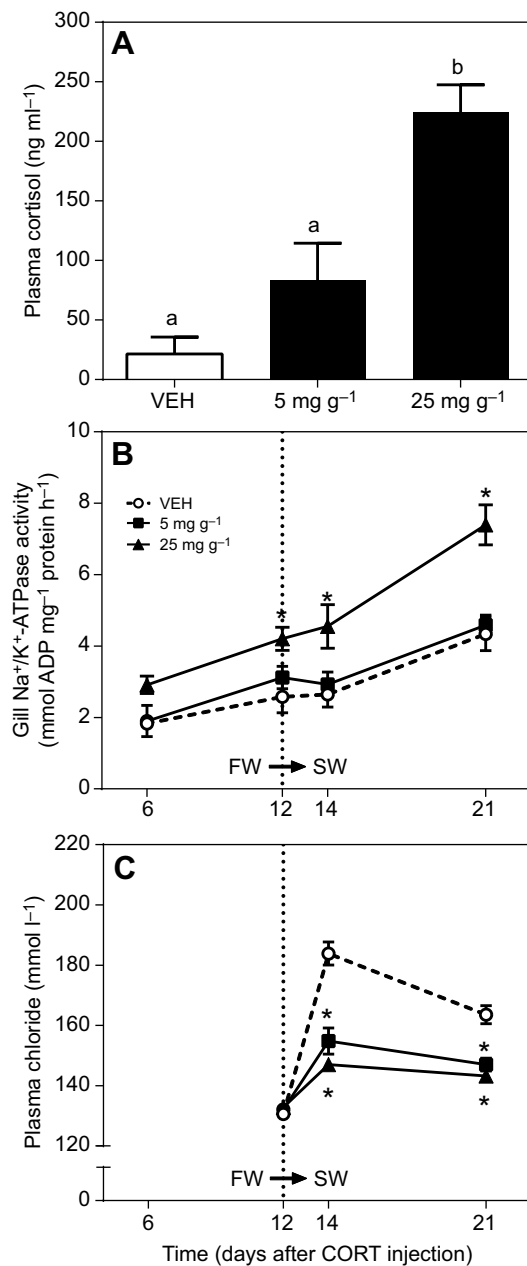 A
Plasma cortisol (ng ml⁻¹)
300
250
200
150
100
50
0
a
a
b
VEH
5 mg g⁻¹
25 mg g⁻¹
B
Gill Na⁺/K⁺-ATPase activity
(mmol ADP mg⁻¹ protein h⁻¹)
10
8
6
4
2
0
VEH
5 mg g⁻¹
25 mg g⁻¹
*
*
*
FW
SW
6
12
14
21
C
Plasma chloride (mmol l⁻¹)
220
200
180
160
140
120
0
*
*
*
*
FW
SW
6
12
14
21
Time (days after CORT injection)